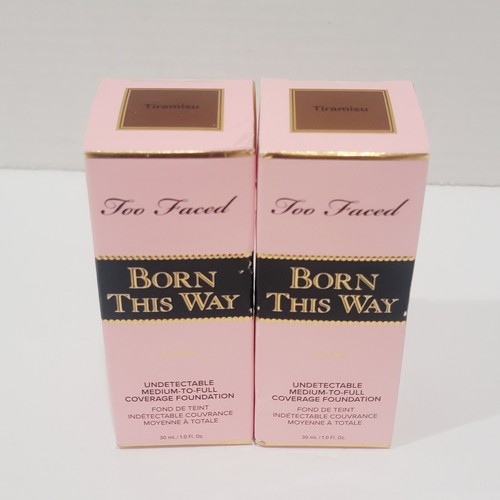 Tiramisu
Too Faced
BORN
THIS WAY
UNDETECTABLE
MEDIUM-TO-FULL
COVERAGE FOUNDATION
FOND DE TEINT
INDÉTECTABLE COUVRANCE
MOYENNE À TOTALE
30 mL / 1.0 Fl. Oz.
Tiramisu
Too Faced
BORN
THIS WAY
UNDETECTABLE
MEDIUM-TO-FULL
COVERAGE FOUNDATION
FOND DE TEINT
INDÉTECTABLE COUVRANCE
MOYENNE À TOTALE
30 mL / 1.0 Fl. Oz.